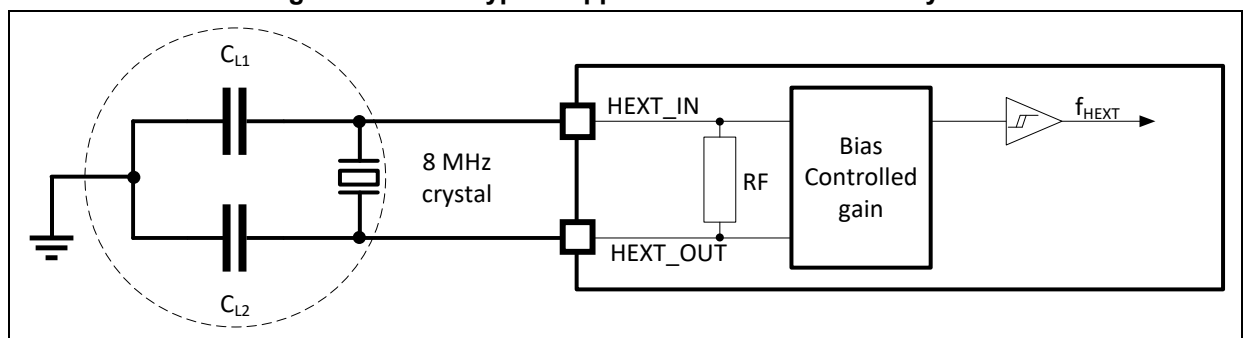 C_L1
HEXT_IN
f_HEXT
8 MHz
crystal
RF
Bias
Controlled
gain
HEXT_OUT
C_L2